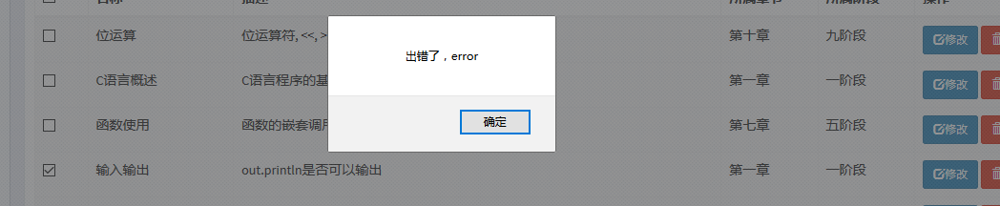 名称 描述 所属章节 所属阶段 操作
位运算 位运算符, <<, > 第十章 九阶段 修改
出错了，error
C语言概述 C语言程序的基 第一章 一阶段 修改
确定
函数使用 函数的嵌套调用 第七章 五阶段 修改
输入输出 out.println是否可以输出 第一章 一阶段 修改